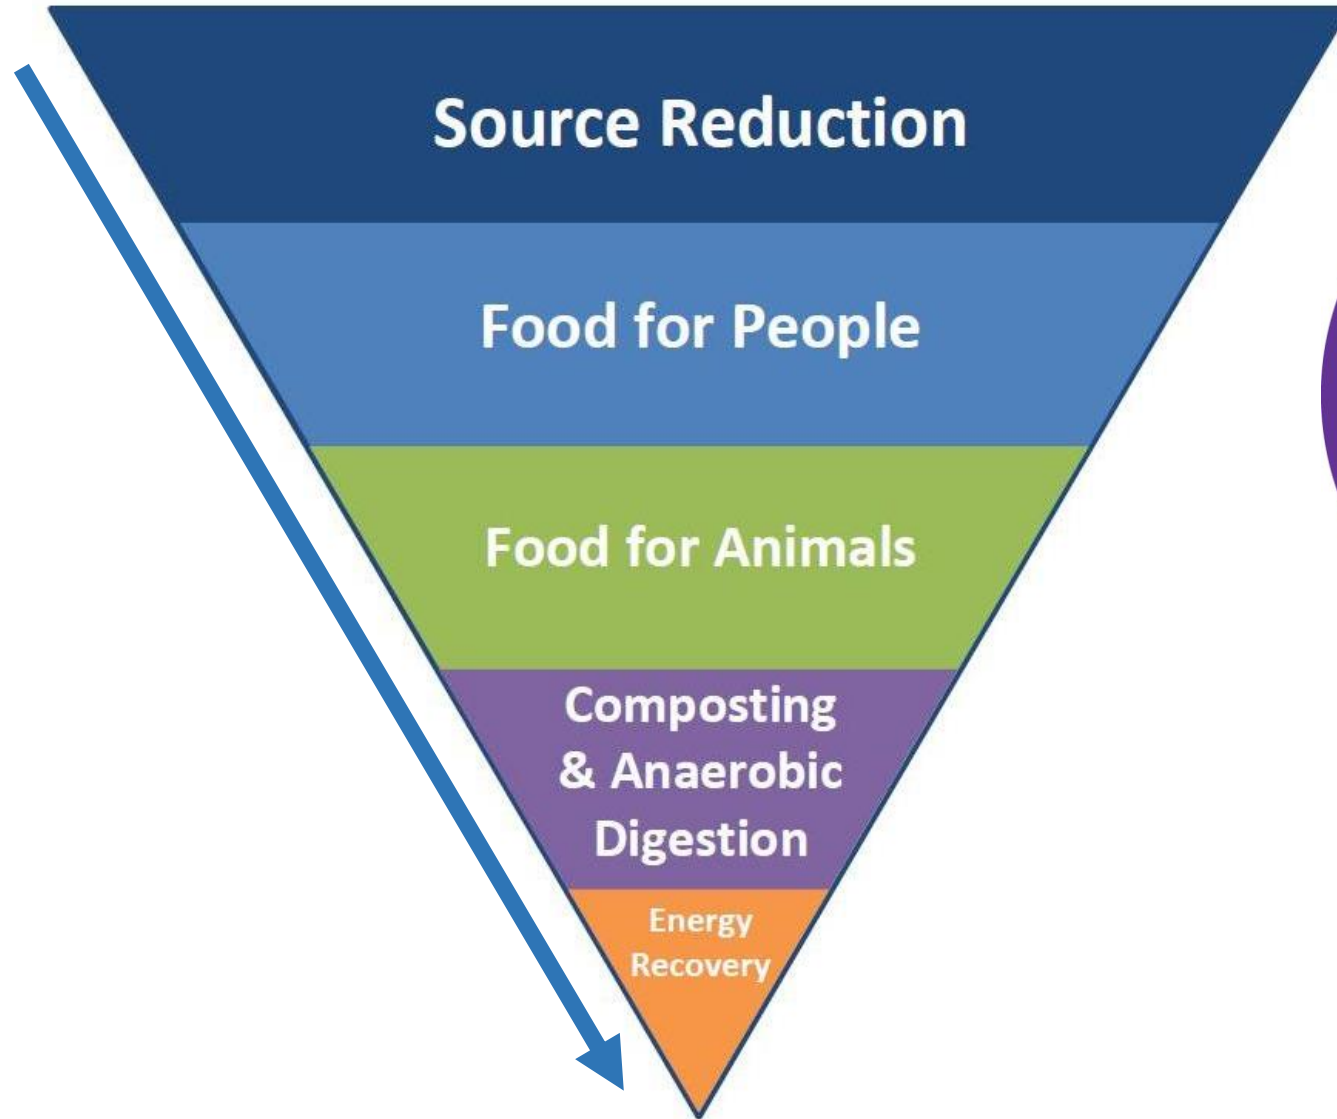 Source Reduction
Food for People
Food for Animals
Composting
& Anaerobic
Digestion
Energy
Recovery